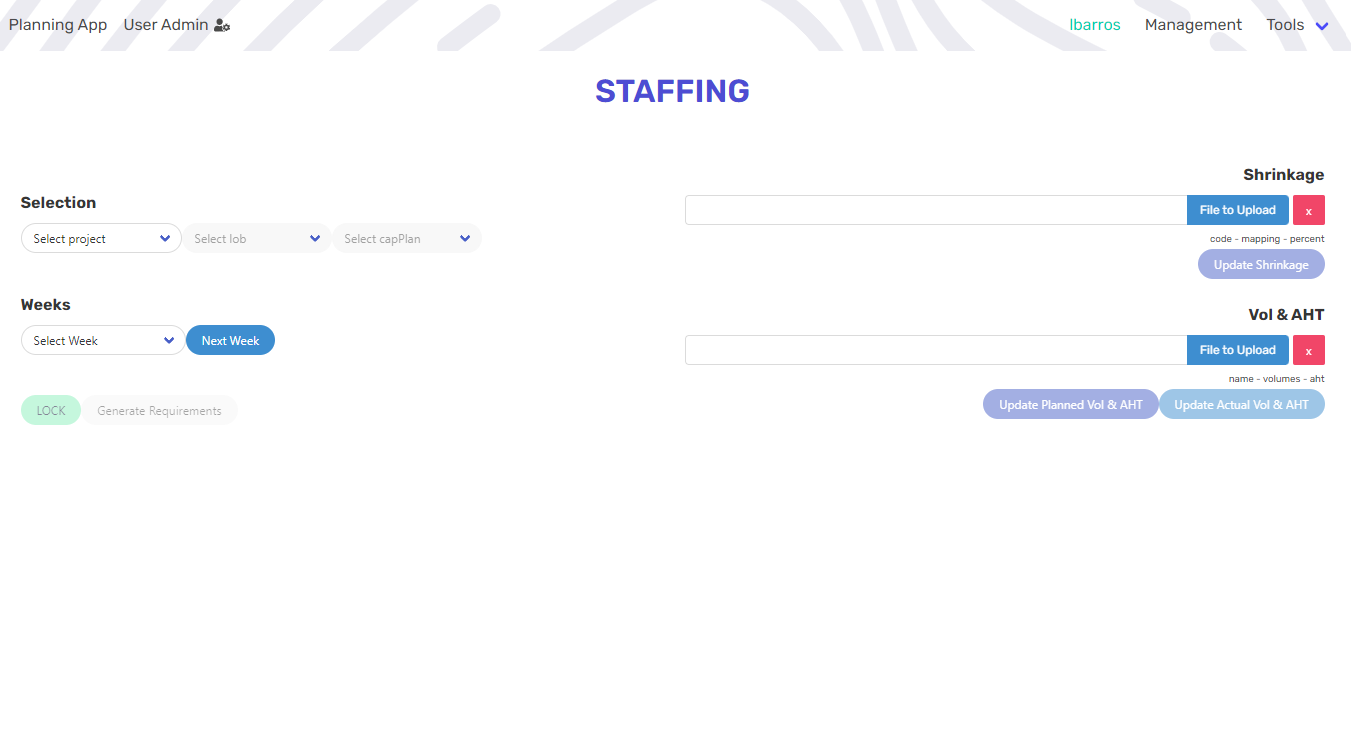 Planning App User Admin Ibarros Management Tools
STAFFING
Selection
Select project Select lob Select capPlan
Weeks
Select Week Next Week
LOCK Generate Requirements
Shrinkage
File to Upload x
code - mapping - percent
Update Shrinkage
Vol & AHT
File to Upload x
name - volumes - aht
Update Planned Vol & AHT Update Actual Vol & AHT